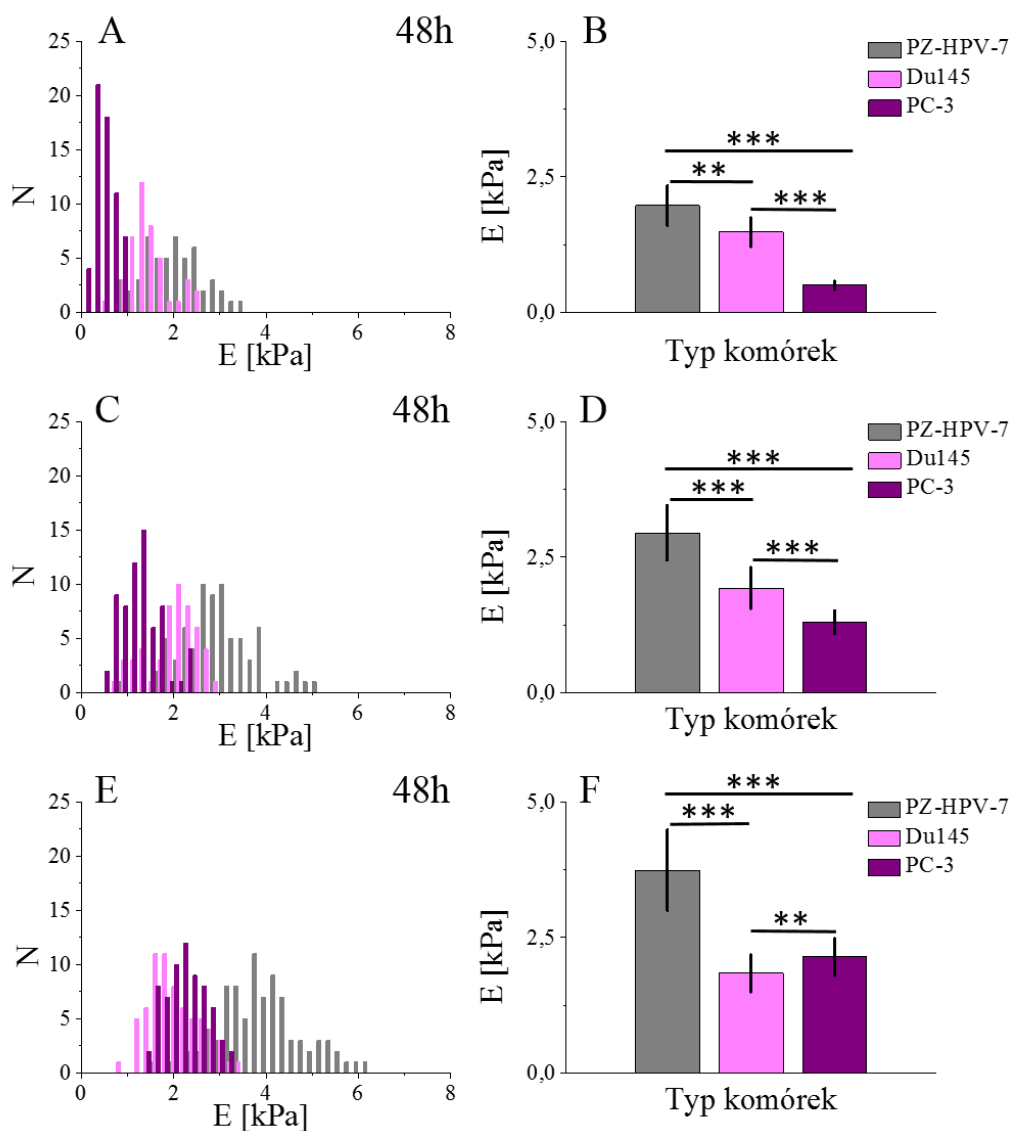 A 48h
25
20
15
10
5
0
N
0 2 4 6 8
E [kPa]
B
5,0
2,5
0,0
E [kPa]
PZ-HPV-7
Du145
PC-3
***
**
***
Typ komórek
C 48h
25
20
15
10
5
0
N
0 2 4 6 8
E [kPa]
D
5,0
2,5
0,0
E [kPa]
PZ-HPV-7
Du145
PC-3
***
***
***
Typ komórek
E 48h
25
20
15
10
5
0
N
0 2 4 6 8
E [kPa]
F
5,0
2,5
0,0
E [kPa]
PZ-HPV-7
Du145
PC-3
***
***
**
Typ komórek